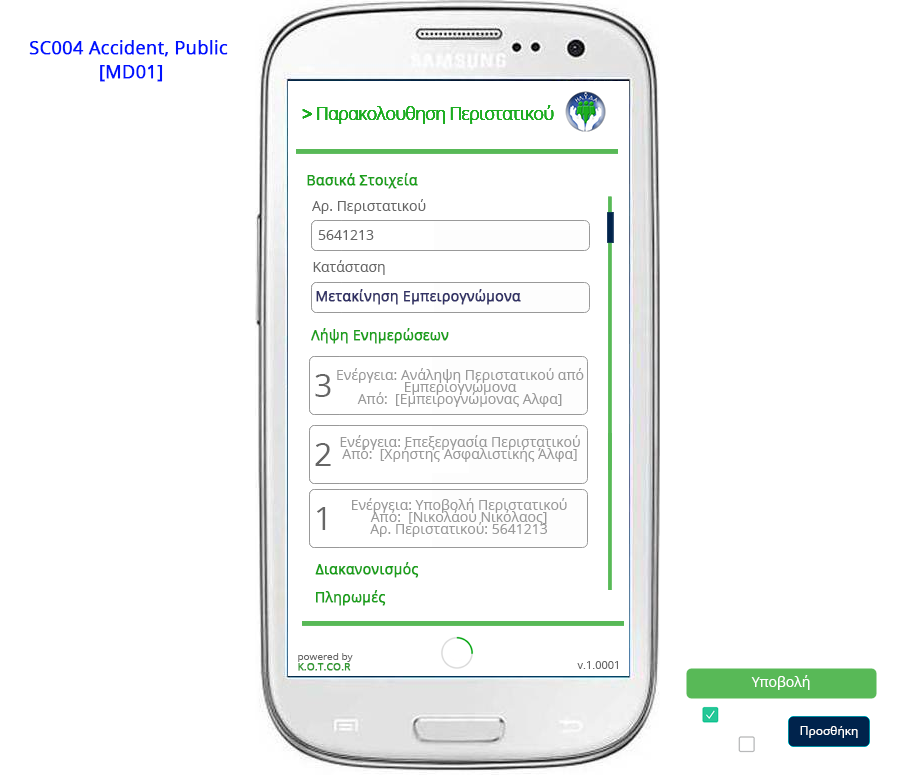 SC004 Accident, Public
[MD01]
SAMSUNG
> Παρακολουθηση Περιστατικού
Βασικά Στοιχεία
Αρ. Περιστατικού
5641213
Κατάσταση
Μετακίνηση Εμπειρογνώμονα
Λήψη Ενημερώσεων
3
Ενέργεια: Ανάληψη Περιστατικού από
Εμπεριογνώμονα
Από: [Εμπειρογνώμονας Αλφα]
2
Ενέργεια: Επεξεργασία Περιστατικού
Από: [Χρήστης Ασφαλιστικής Άλφα]
1
Ενέργεια: Υποβολή Περιστατικού
Από: [Νικολάου Νικόλαος]
Αρ. Περιστατικού: 5641213
Διακανονισμός
Πληρωμές
powered by
K.O.T.CO.R
v.1.0001
Υποβολή
Προσθήκη